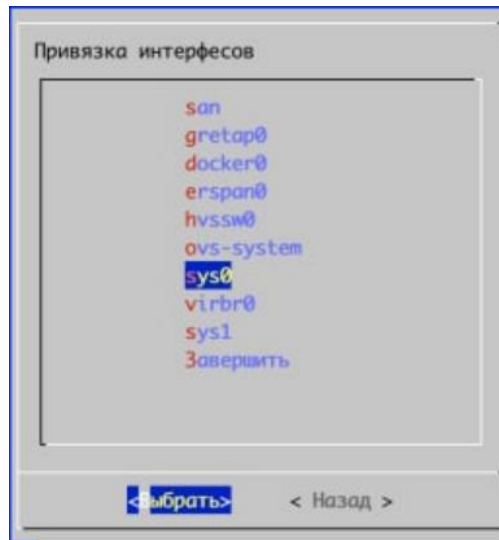 Привязка интерфесов
san
gretap0
docker0
erspan0
hvssw0
ovs-system
sys0
virbr0
sys1
Завершить
<Выбрать> < Назад >